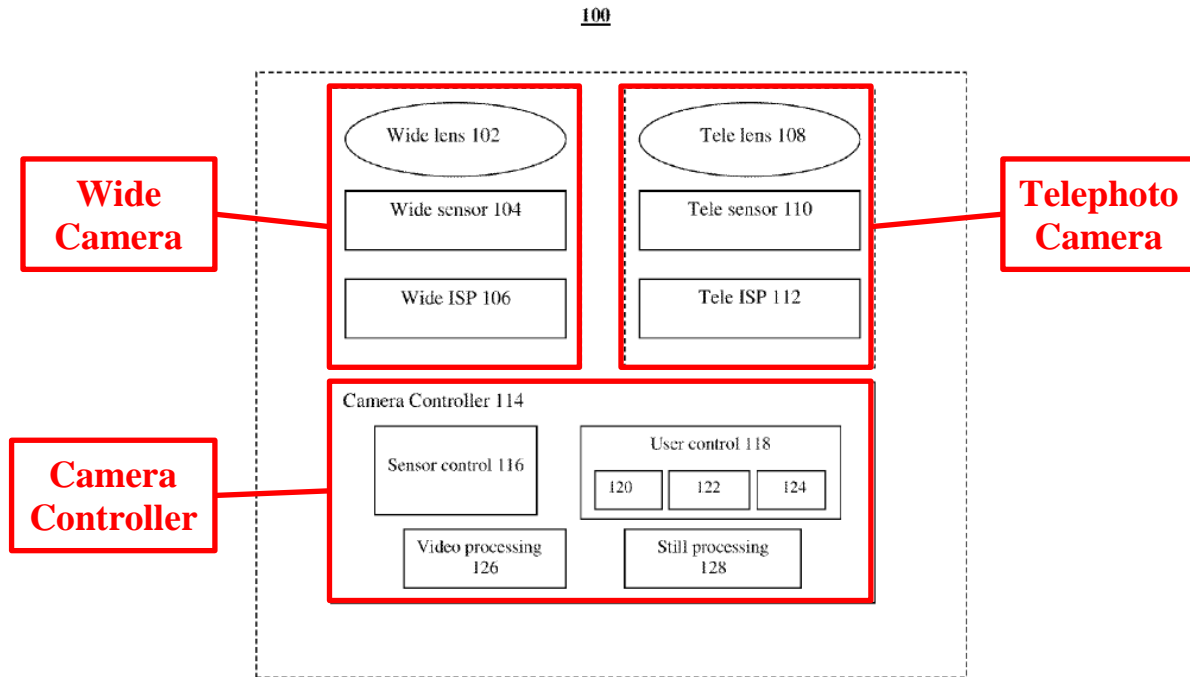 100
Wide lens 102
Tele lens 108
Wide
Camera
Wide sensor 104
Tele sensor 110
Telephoto
Camera
Wide ISP 106
Tele ISP 112
Camera Controller 114
Camera
Controller
Sensor control 116
User control 118
120
122
124
Video processing
126
Still processing
128